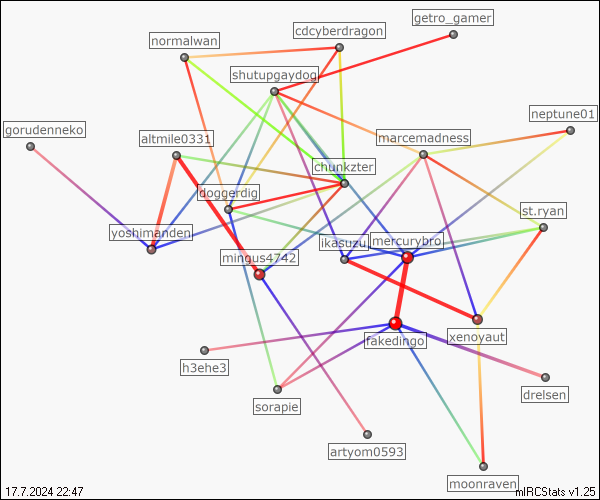 getro_gamer
cdcyberdragon
normalwan
shutupgaydog
neptune01
gorudenneko
altmile0331
marcemadness
chunkzter
doggerdig
st.ryan
yoshimanden
ikasuzu
mercurybro
mingus4742
fakedingo
xenoyaut
h3ehe3
drelsen
sorapie
artyom0593
moonraven
17.7.2024 22:47
mIRCStats v1.25